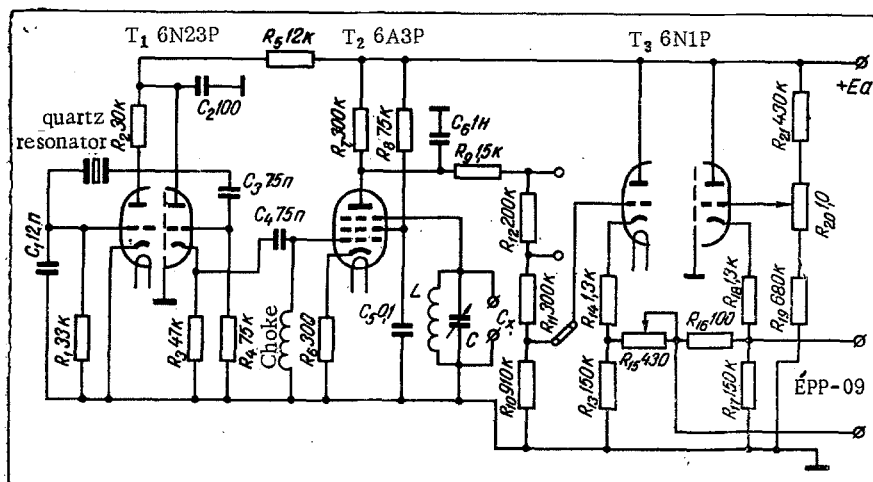 T₁ 6N23P
R₅ 12к
T₂ 6A3P
T₃ 6N1P
+Ea
C₂ 100
R₂ 30к
quartz
resonator
R₇ 300к
R₈ 75к
C₆ 1н
R₉ 1,5к
R₂₁ 430к
C₃ 75п
C₄ 75п
R₁₂ 200к
R₂₀ 1,0
C₁ 12п
L
C
Cₓ
R₁₁ 300к
R₁₄ 1,3к
R₁₈ 1,3к
R₁₉ 680к
R₁ 33к
R₃ 47к
R₄ 75к
Choke
R₆ 300
C₅ 0,1
R₁₅ 430
R₁₆ 100
R₁₀ 910к
R₁₃ 150к
R₁₇ 150к
ÉPP-09